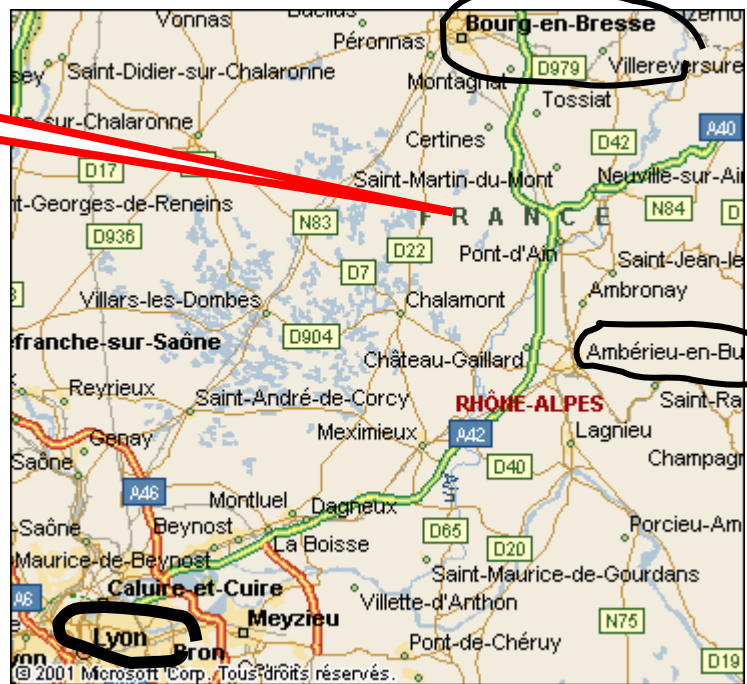 Vonnas
Bourg-en-Bresse
Péronnas
Saint-Didier-sur-Chalaronne
Montagnat
D979
Villereversure
Tossiat
sur-Chalaronne
A40
Certines
D42
D17
Saint-Martin-du-Mont
Neuville-sur-Ai
nt-Georges-de-Reneins
N83
FRANCE
N84
D
D936
D22
Pont-d'Ain
Saint-Jean-le
D7
Ambronay
Villars-les-Dombes
Chalamont
efranche-sur-Saône
D904
Château-Gaillard
Ambérieu-en-Bu
Reyrieux
Saint-André-de-Corcy
RHÔNE-ALPES
Saint-Ra
Genay
Meximieux
A42
Lagnieu
Saône
D40
Champagr
A46
Ain
Montluel
Dagneux
-Saône
Beynost
D65
Porcieu-Am
La Boisse
D20
Maurice-de-Beynost
Saint-Maurice-de-Gourdans
A6
Caluire-et-Cuire
Villette-d'Anthon
Meyzieu
N75
Lyon
Bron
Pont-de-Chéruy
yon
D19
© 2001 Microsoft Corp. Tous droits réservés.